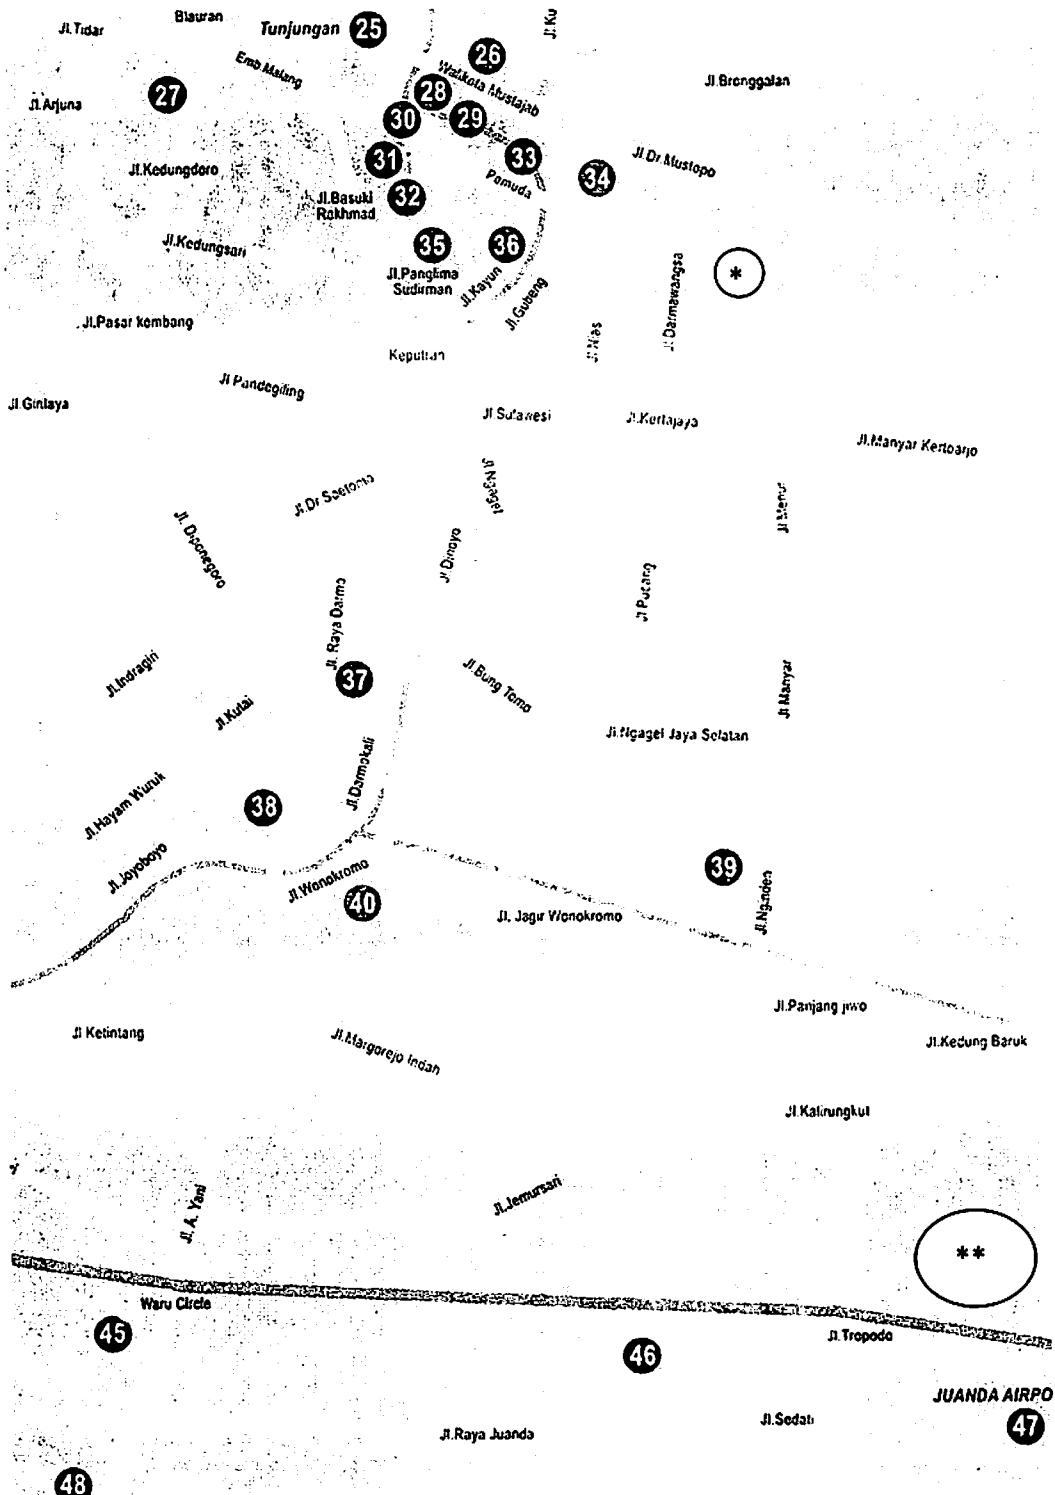 Blauran
Jl.Tidar
Tunjungan
25
Jl.Ku
26
Emb.Malang
Walikota Mustajab
Jl.Bronggalan
27
28
Jl.Arjuna
30
29
31
33
Jl.Dr.Mustopo
Jl.Kedungdoro
34
Pemuda
Jl.Basuki
Rakhmad
32
Jl.Kedungsari
35
36
Jl.Panglima
Sudirman
Jl.Kayun
Jl.Gubeng
Jl.Darmawangsa
*
Jl.Pasar kembang
Jl.Nias
Keputran
Jl Pandegiling
Jl.Sulawesi
Jl.Kertajaya
Jl.Manyar Kertoarjo
Jl.Dr Soetomo
Jl.Ngagel
Jl Menur
Jl. Diponegoro
Jl.Dinoyo
Jl Pucang
Jl. Raya Darmo
Jl.Indragiri
37
Jl.Bung Tomo
Jl Manyar
Jl.Kutai
Jl.Ngagel Jaya Selatan
Jl.Darmokali
Jl.Hayam Wuruk
38
Jl.Joyoboyo
39
Jl.Wonokromo
40
Jl. Jagir Wonokromo
Jl.Nginden
Jl.Panjang jiwo
Jl Ketintang
Jl.Margorejo Indah
Jl.Kedung Baruk
Jl.Kalirungkut
Jl.A. Yani
Jl.Jemursari
**
Waru Circle
45
46
Jl.Tropodo
JUANDA AIRPO
47
Jl.Raya Juanda
Jl.Sedati
48